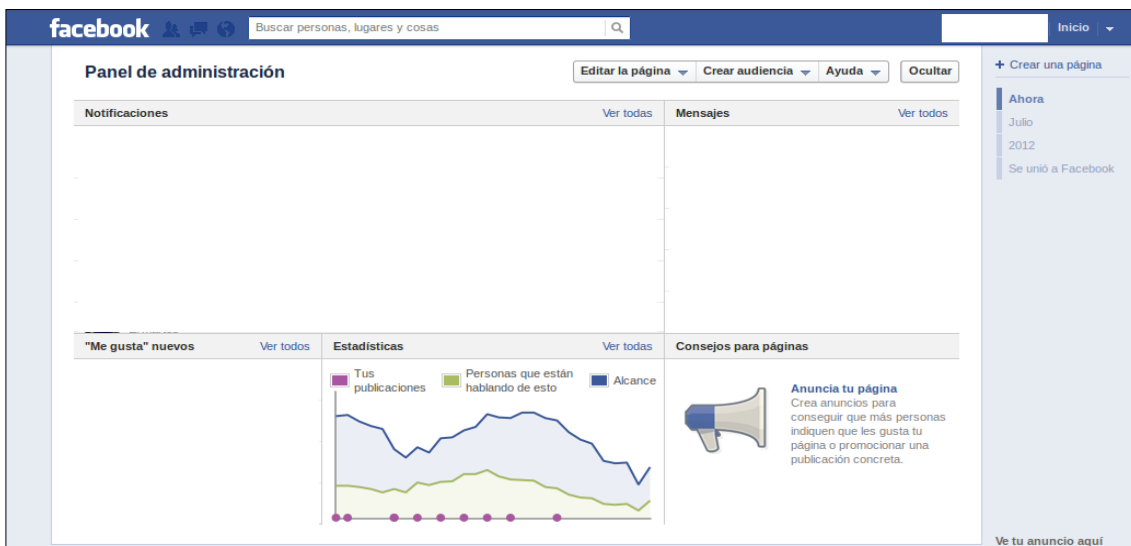 facebook
Buscar personas, lugares y cosas
Inicio
Panel de administración
Editar la página
Crear audiencia
Ayuda
Ocultar
+ Crear una página
Ahora
Julio
2012
Se unió a Facebook
Notificaciones
Ver todas
Mensajes
Ver todos
"Me gusta" nuevos
Ver todos
Estadísticas
Ver todas
Consejos para páginas
Tus
publicaciones
Personas que están
hablando de esto
Alcance
Anuncia tu página
Crea anuncios para
conseguir que más personas
indiquen que les gusta tu
página o promocionar una
publicación concreta.
Ve tu anuncio aquí